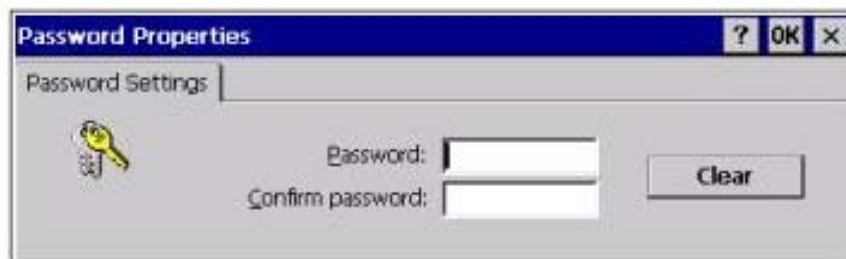 Password Properties ? OK ×
Password Settings
Password:
Confirm password:
Clear